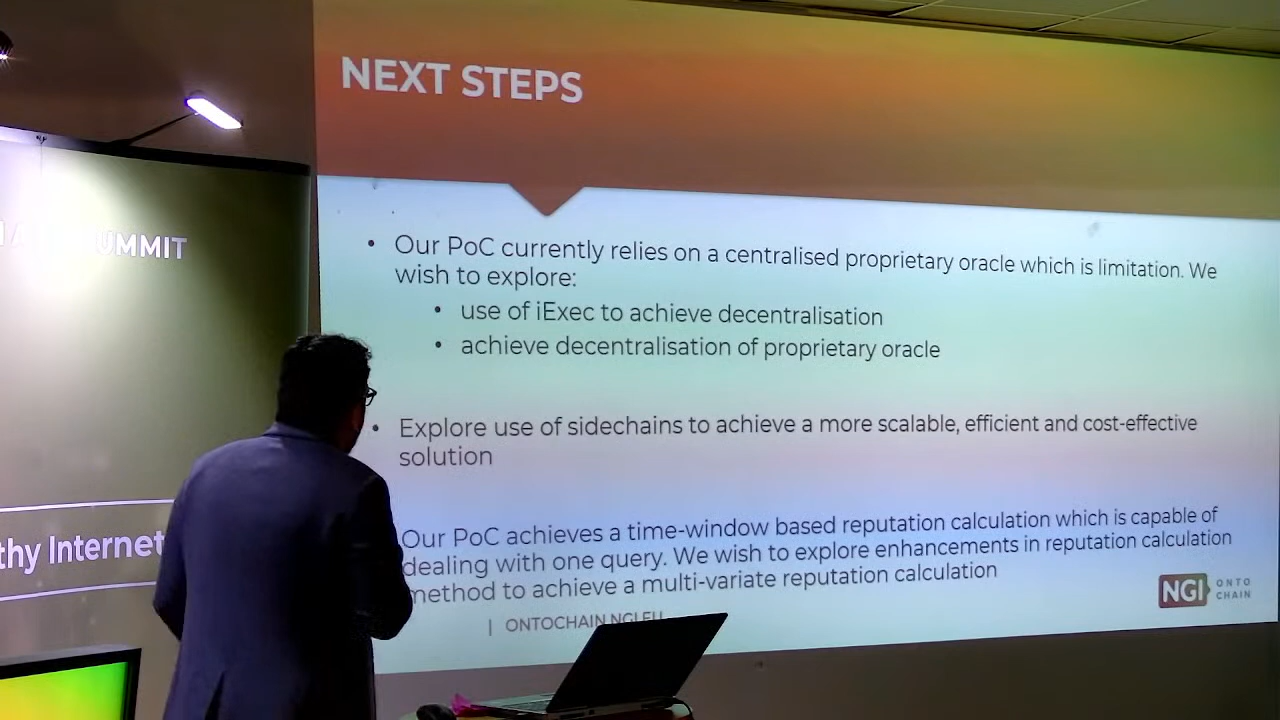 NEXT STEPS
• Our PoC currently relies on a centralised proprietary oracle which is limitation. We
wish to explore:
• use of iExec to achieve decentralisation
• achieve decentralisation of proprietary oracle
• Explore use of sidechains to achieve a more scalable, efficient and cost-effective
solution
Our PoC achieves a time-window based reputation calculation which is capable of
dealing with one query. We wish to explore enhancements in reputation calculation
method to achieve a multi-variate reputation calculation
| ONTOCHAIN.NGI.EU
NGI ONTO
CHAIN
UMMIT
thy Internet